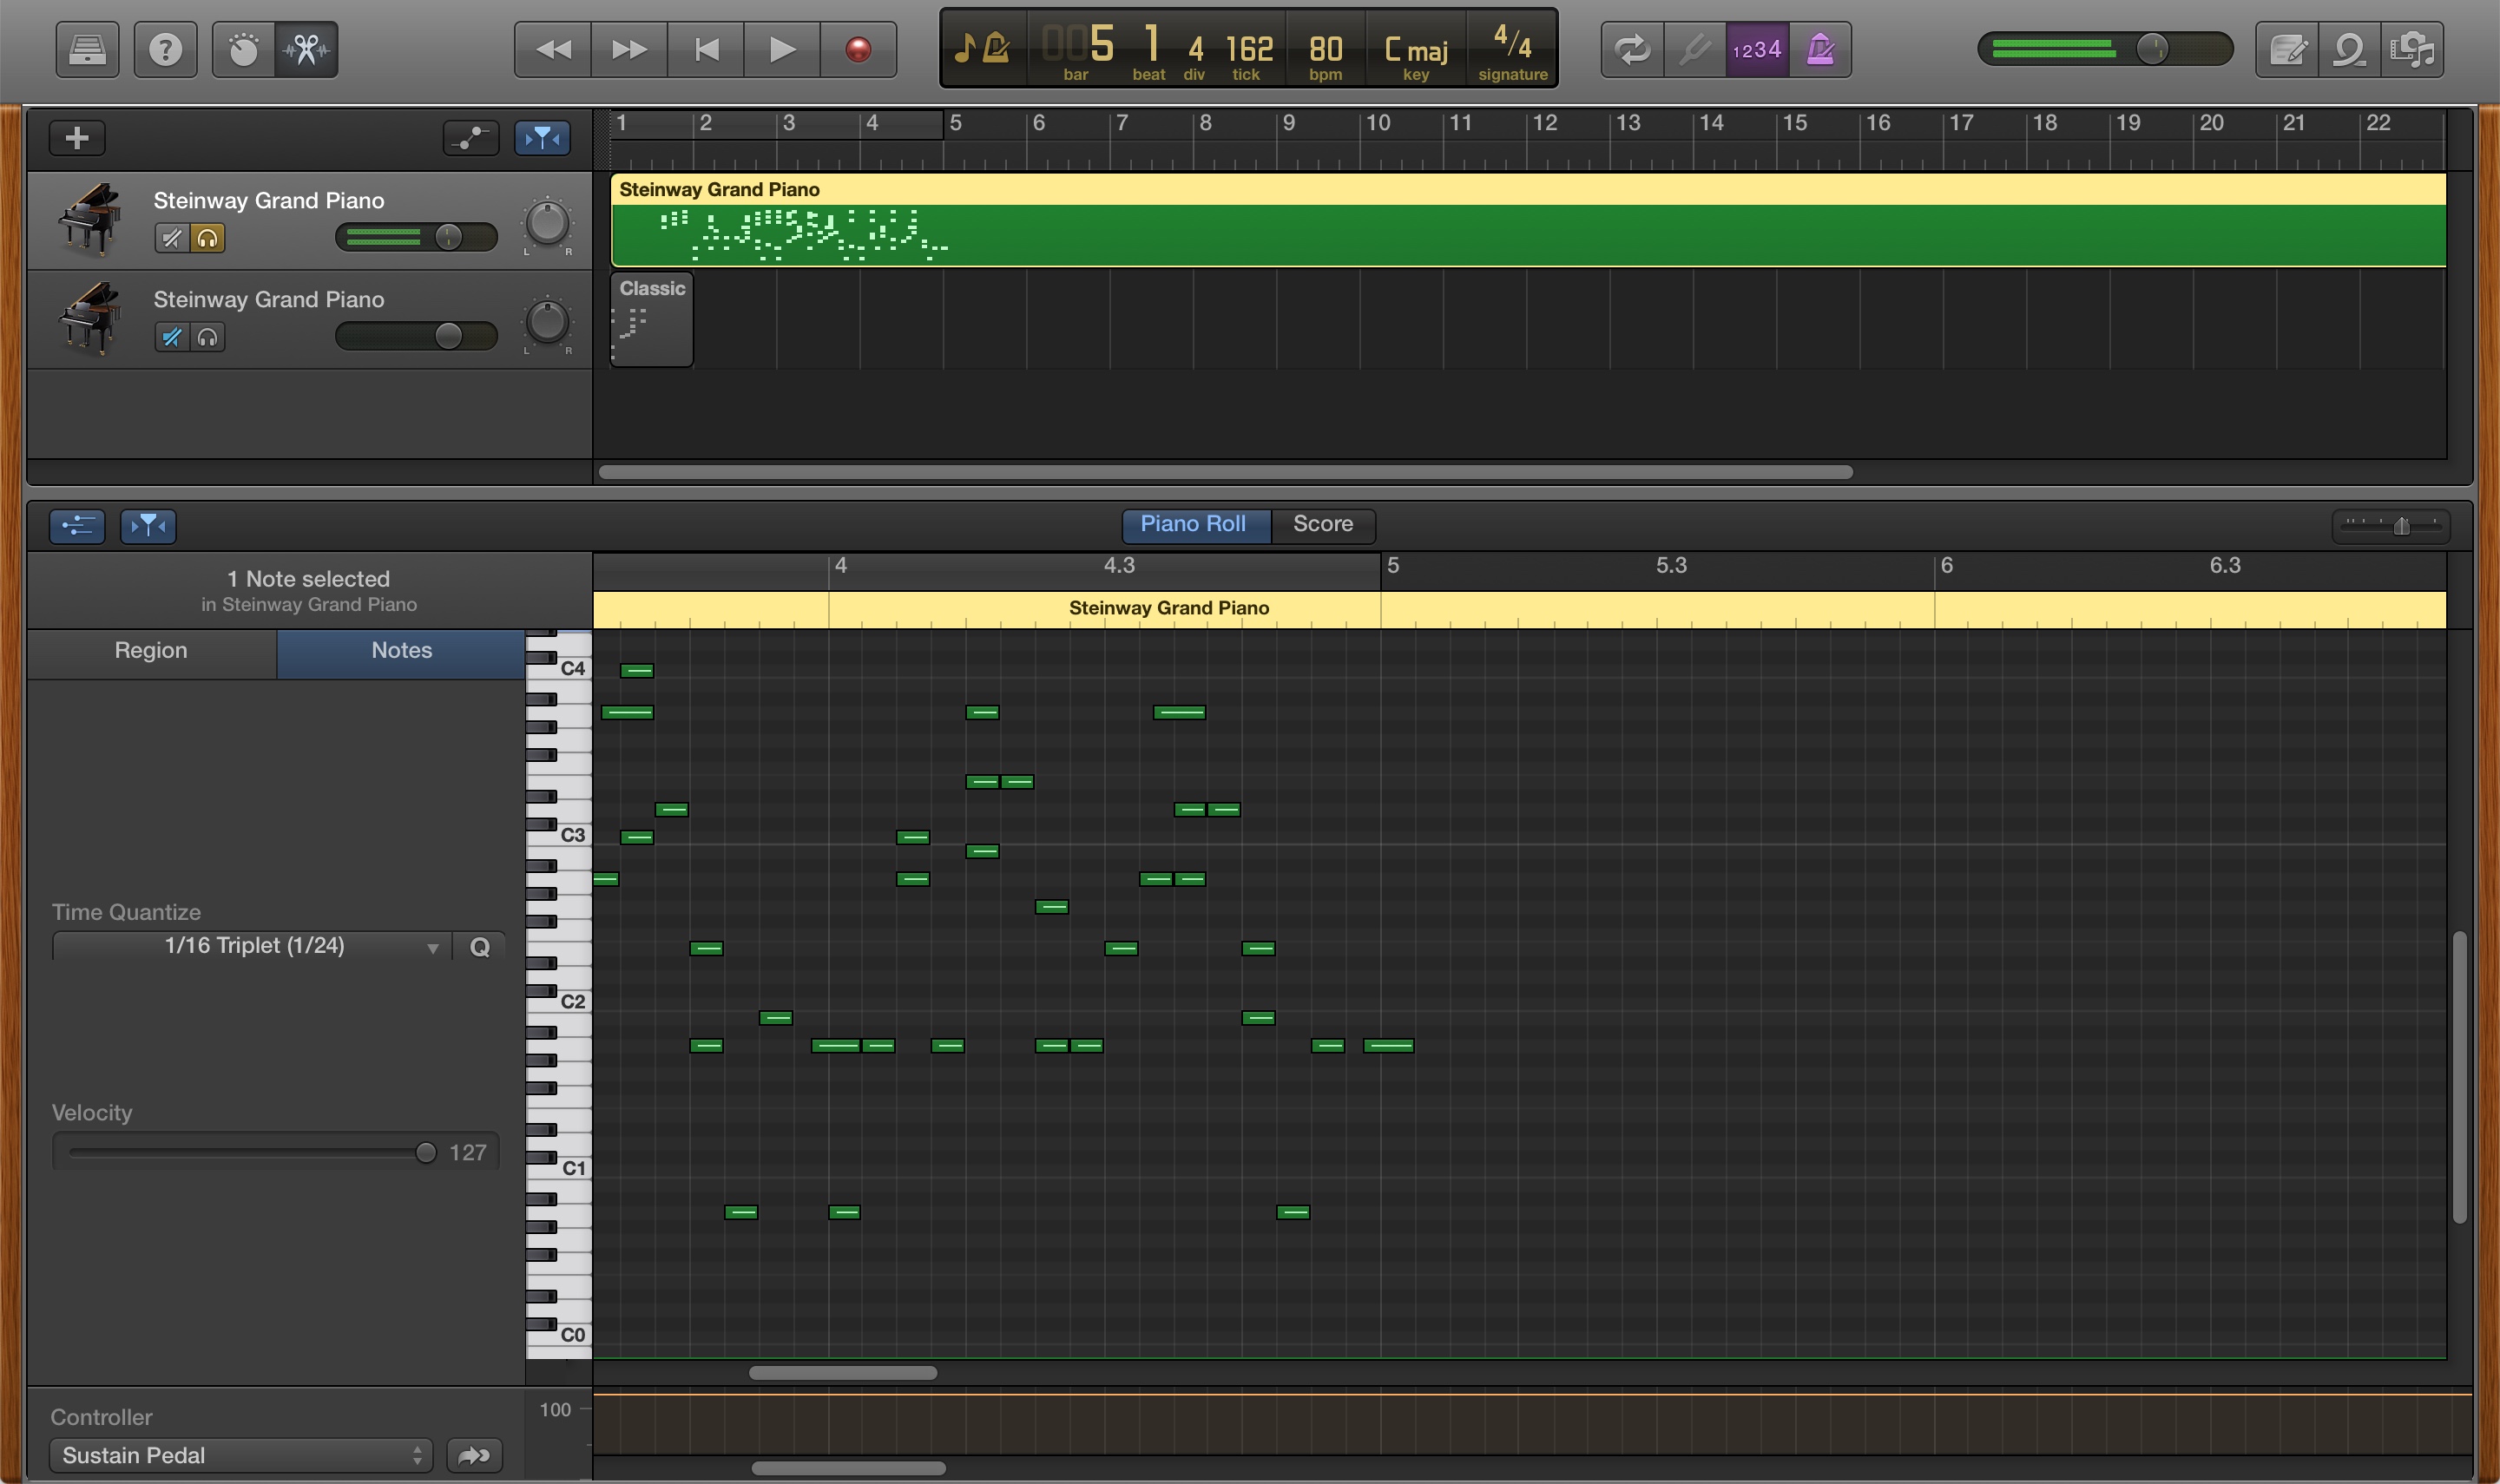 005 1 4 162 80 C maj 4/4
bar beat div tick bpm key signature
1234
1 2 3 4 5 6 7 8 9 10 11 12 13 14 15 16 17 18 19 20 21 22
Steinway Grand Piano
Steinway Grand Piano
L R
Steinway Grand Piano
Classic
L R
Piano Roll Score
1 Note selected
in Steinway Grand Piano
4 4.3 5 5.3 6 6.3
Steinway Grand Piano
Region Notes
C4
C3
Time Quantize
1/16 Triplet (1/24) Q
C2
Velocity
127
C1
C0
Controller
100
Sustain Pedal